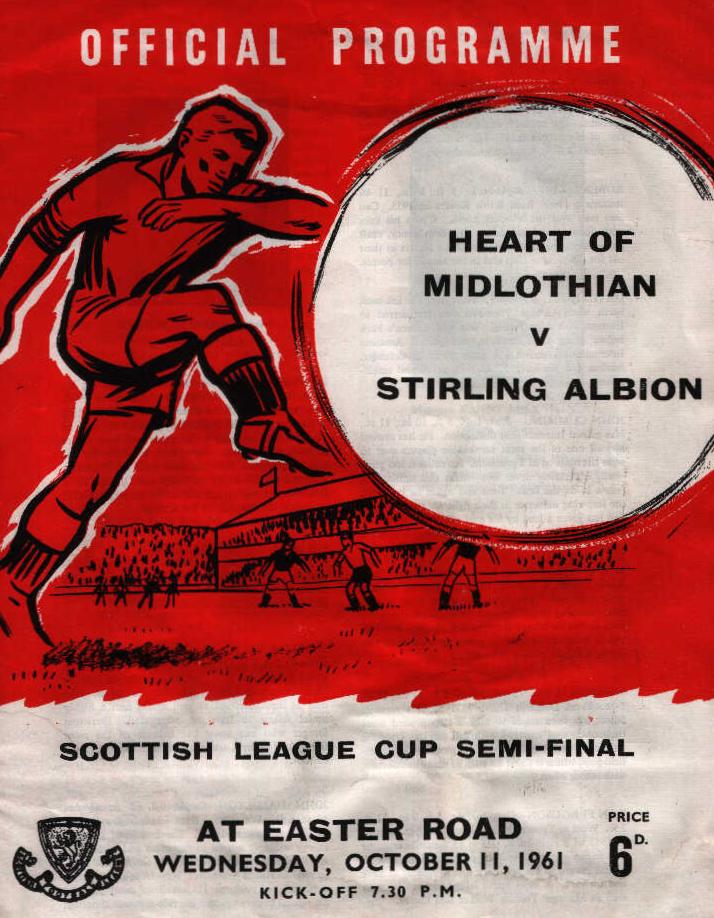 OFFICIAL PROGRAMME
HEART OF
MIDLOTHIAN
V
STIRLING ALBION
SCOTTISH LEAGUE CUP SEMI-FINAL
AT EASTER ROAD
WEDNESDAY, OCTOBER 11, 1961
KICK-OFF 7.30 P.M.
PRICE
6D.